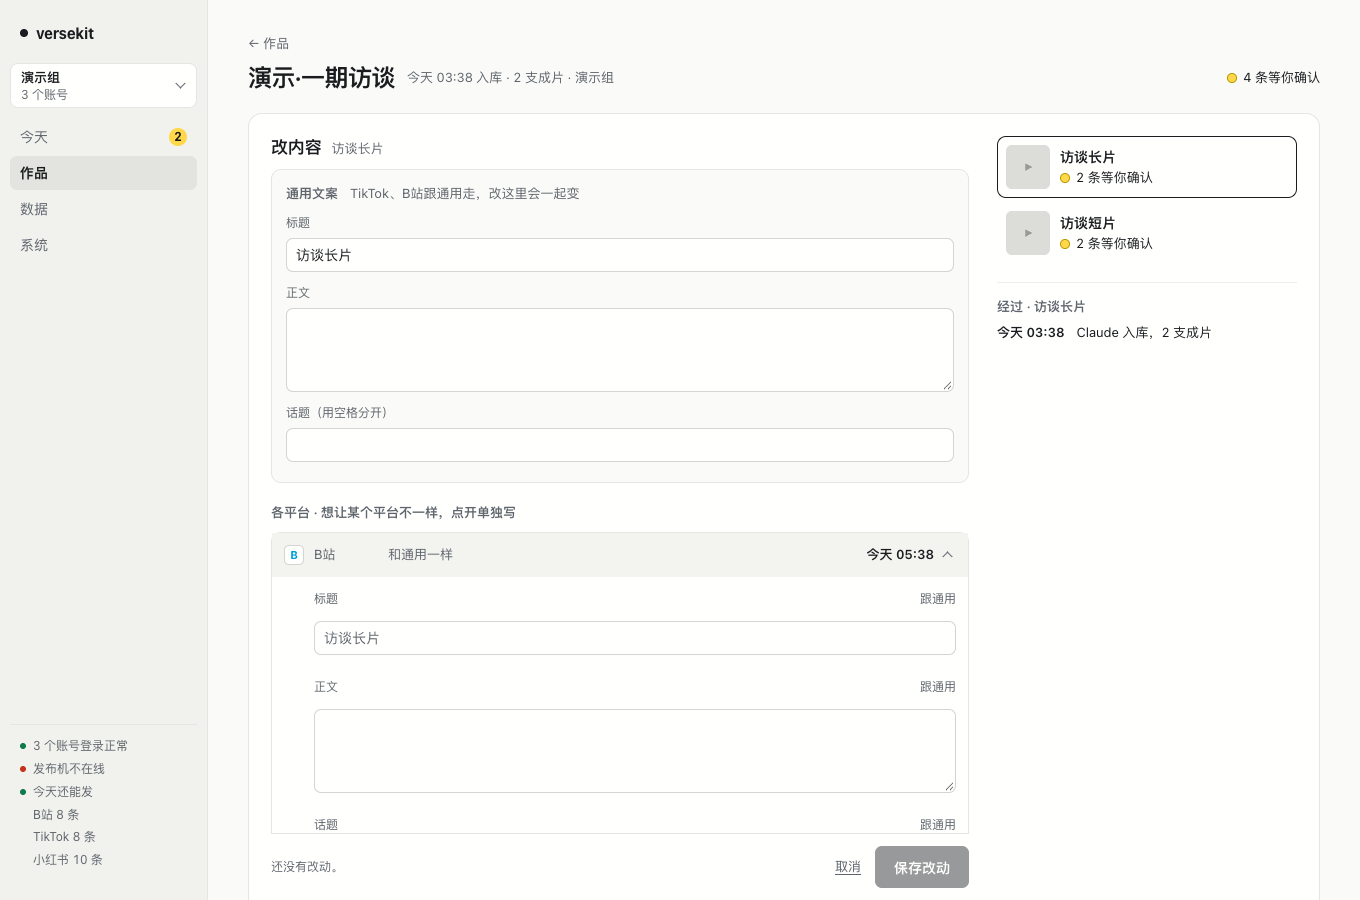 versekit
演示组
3 个账号
今天 2
作品
数据
系统
3 个账号登录正常
发布机不在线
今天还能发
B站 8 条
TikTok 8 条
小红书 10 条
← 作品
演示·一期访谈 今天 03:38 入库 · 2 支成片 · 演示组
4 条等你确认
改内容 访谈长片
通用文案 TikTok、B站跟通用走，改这里会一起变
标题
访谈长片
正文
话题（用空格分开）
各平台 · 想让某个平台不一样，点开单独写
B B站 和通用一样 今天 05:38
标题 跟通用
访谈长片
正文 跟通用
话题 跟通用
还没有改动。 取消 保存改动
访谈长片
2 条等你确认
访谈短片
2 条等你确认
经过 · 访谈长片
今天 03:38 Claude 入库，2 支成片